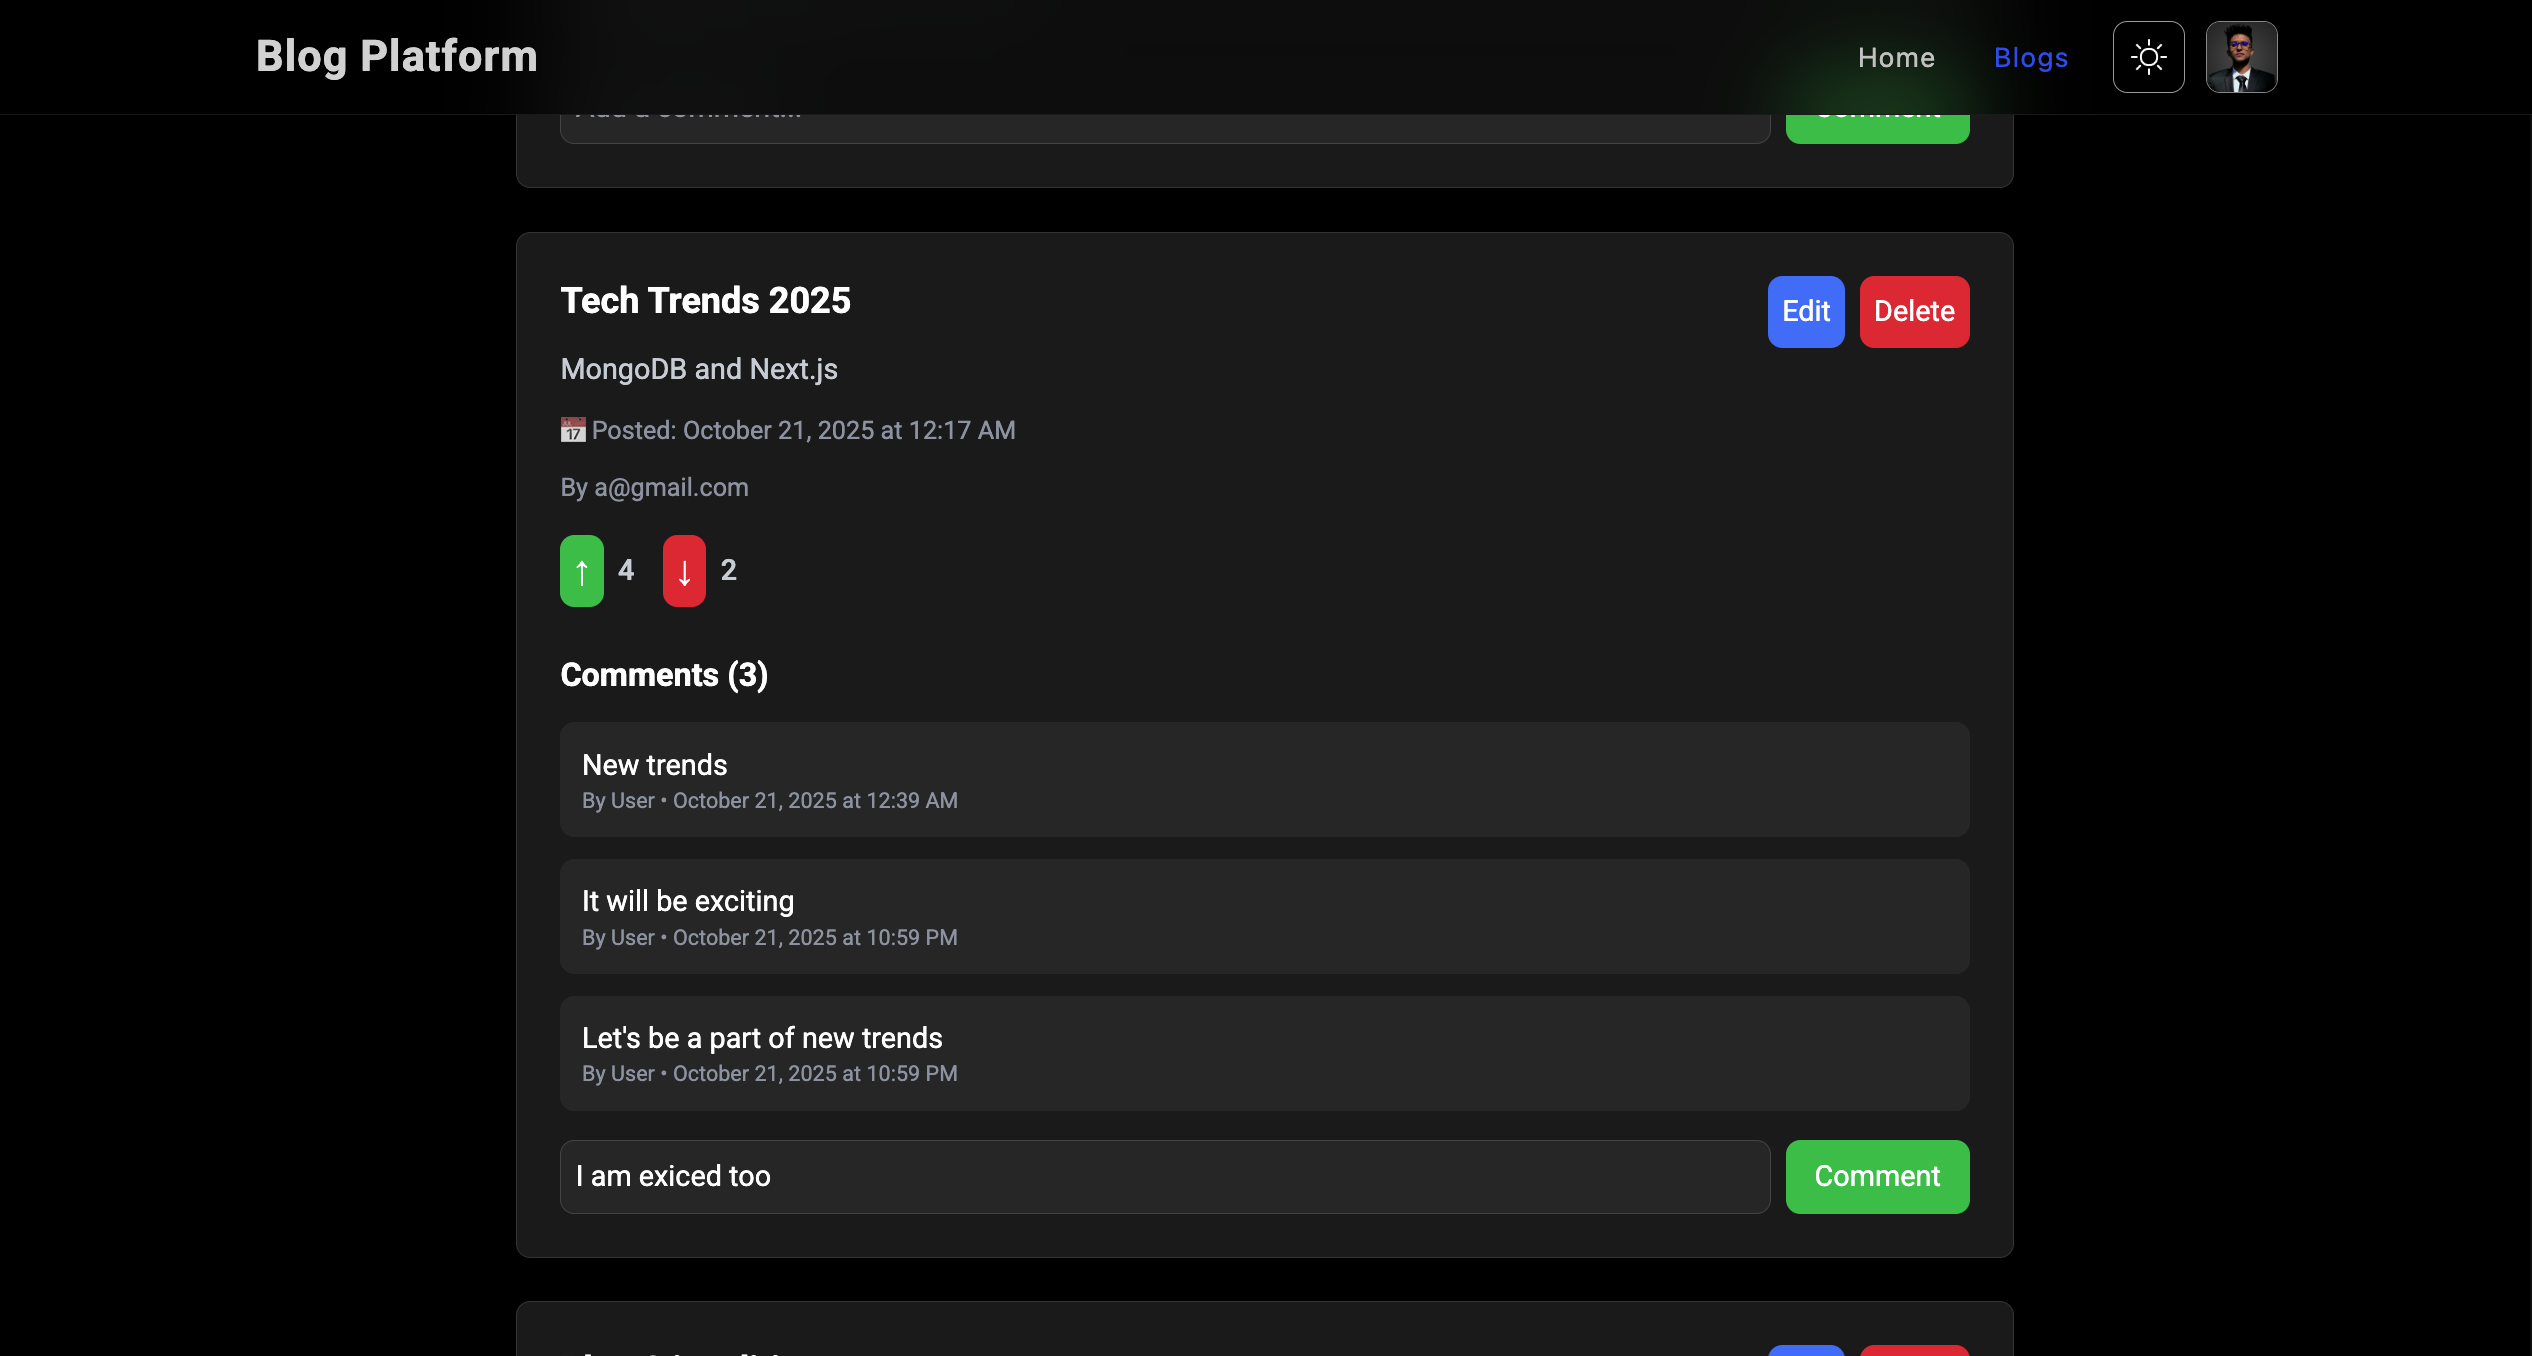 Blog Platform
Home
Blogs
Tech Trends 2025
Edit
Delete
MongoDB and Next.js
Posted: October 21, 2025 at 12:17 AM
By a@gmail.com
↑ 4 ↓ 2
Comments (3)
New trends
By User • October 21, 2025 at 12:39 AM
It will be exciting
By User • October 21, 2025 at 10:59 PM
Let's be a part of new trends
By User • October 21, 2025 at 10:59 PM
I am exiced too
Comment